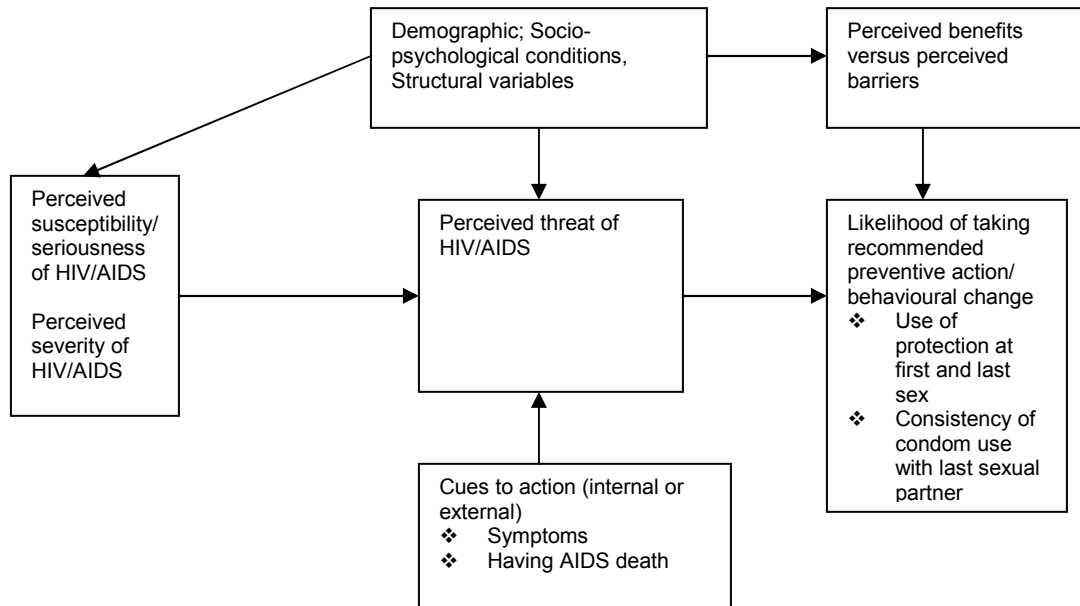 Demographic; Socio-
psychological conditions,
Structural variables
Perceived benefits
versus perceived
barriers
Perceived
susceptibility/
seriousness
of HIV/AIDS
Perceived
severity of
HIV/AIDS
Perceived threat of
HIV/AIDS
Likelihood of taking
recommended
preventive action/
behavioural change
❖ Use of
protection at
first and last
sex
❖ Consistency of
condom use
with last sexual
partner
Cues to action (internal or
external)
❖ Symptoms
❖ Having AIDS death